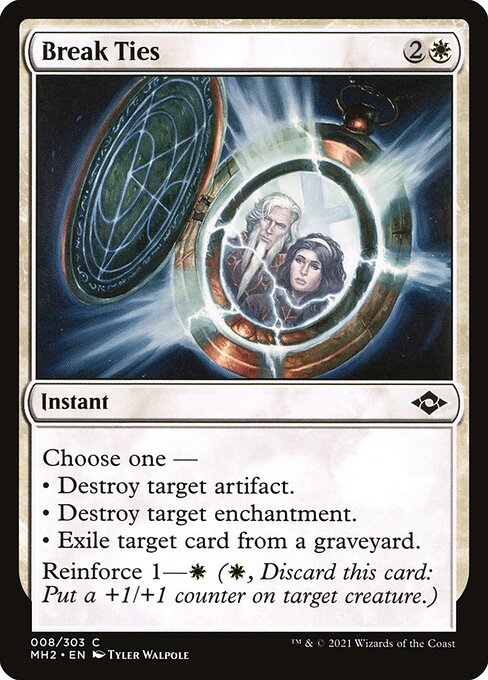 Break Ties 2
Instant
Choose one —
• Destroy target artifact.
• Destroy target enchantment.
• Exile target card from a graveyard.
Reinforce 1— (, Discard this card:
Put a +1/+1 counter on target creature.)
008/303 C ™ & © 2021 Wizards of the Coast
MH2 • EN Tyler Walpole